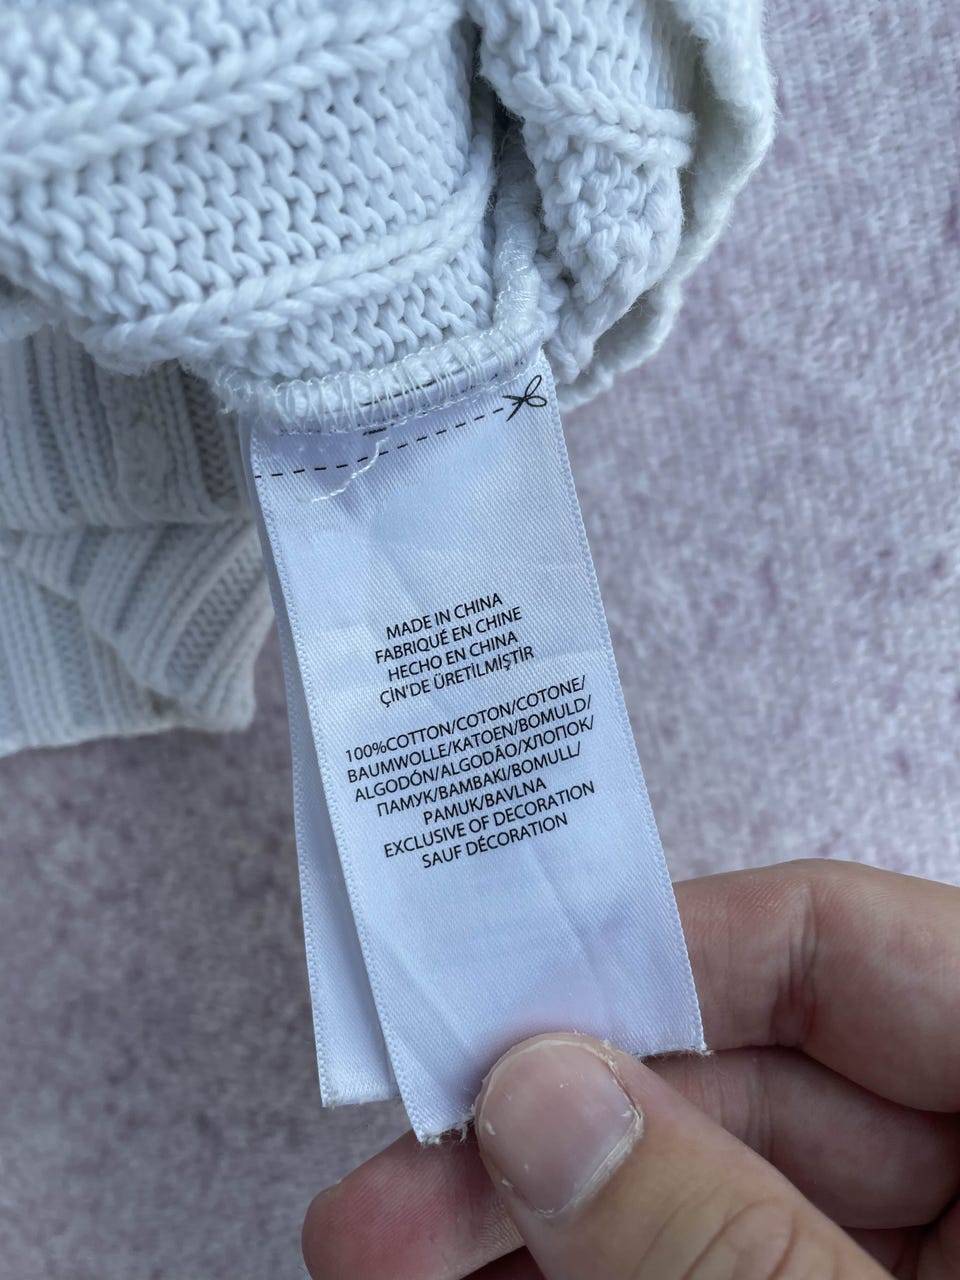 MADE IN CHINA
FABRIQUÉ EN CHINE
HECHO EN CHINA
ÇİN'DE ÜRETİLMİŞTİR
100%COTTON/COTON/COTONE/
BAUMWOLLE/KATOEN/BOMULD/
ALGODÓN/ALGODÃO/ХЛОПОК/
ПАМУК/BAMBAKI/BOMULL/
PAMUK/BAVLNA
EXCLUSIVE OF DECORATION
SAUF DÉCORATION